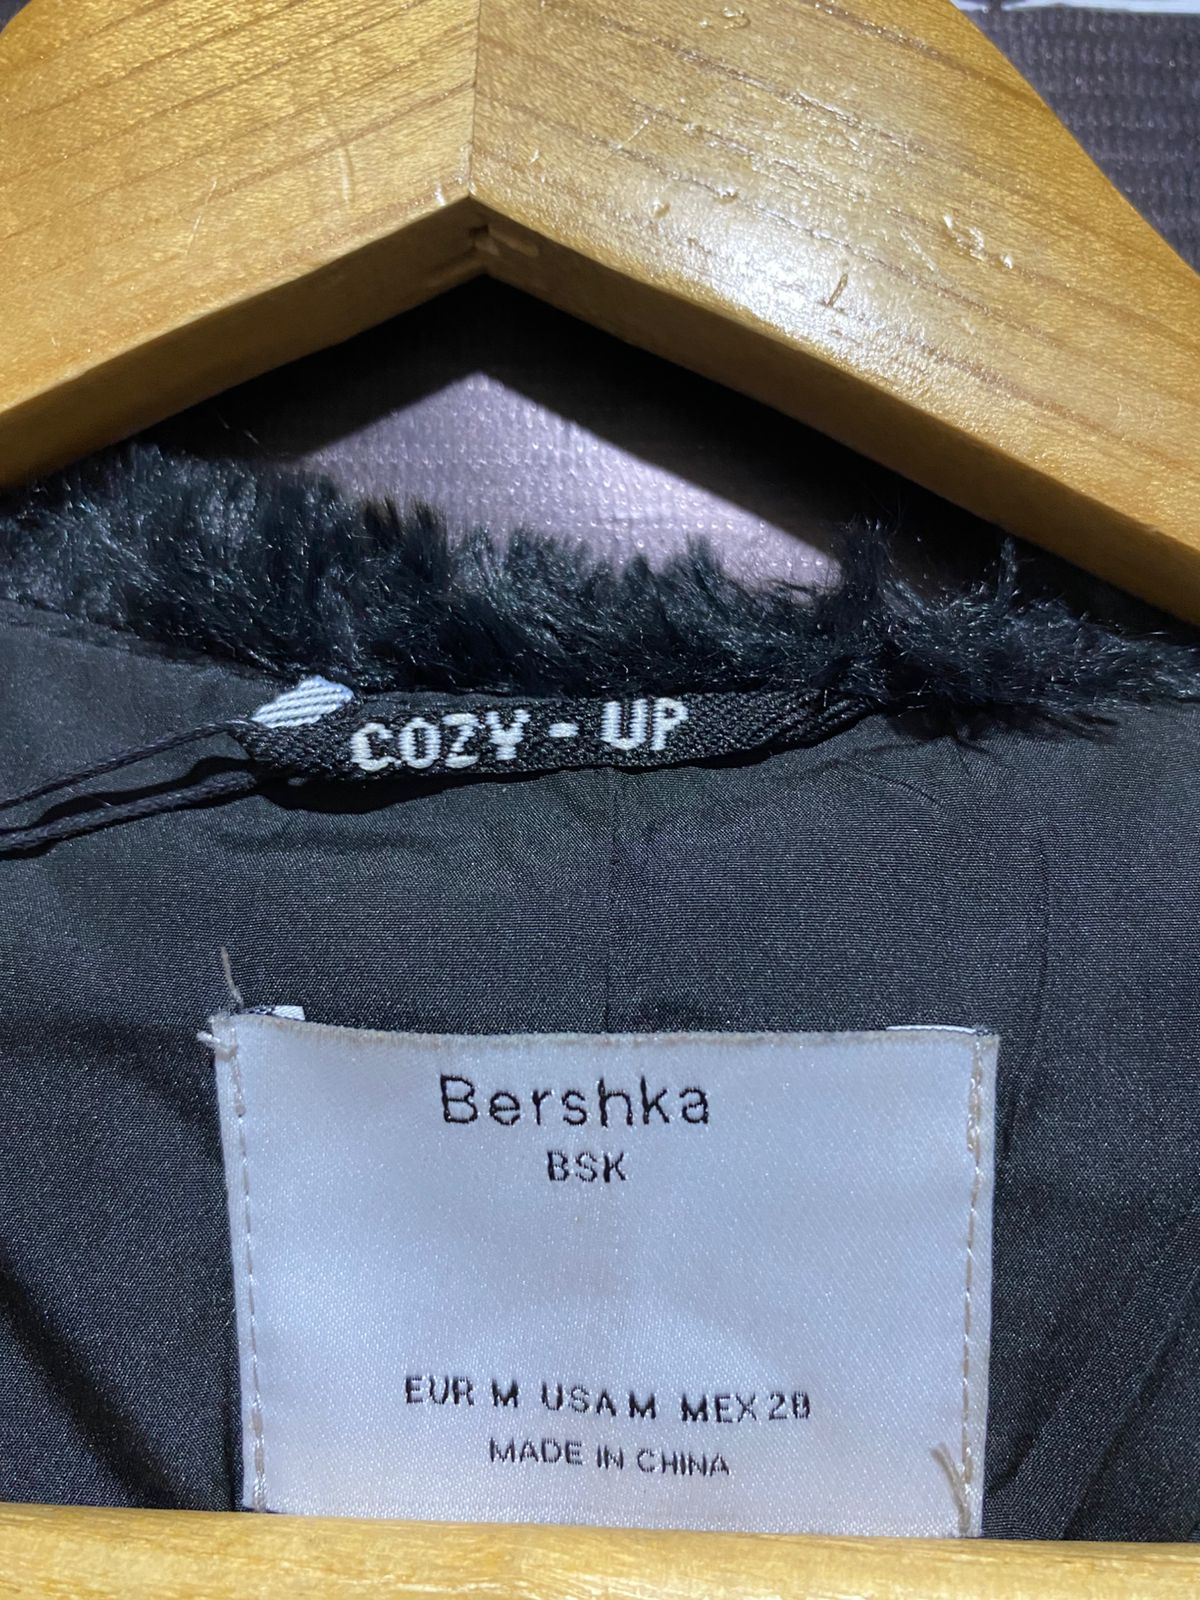 COZY - UP
Bershka
BSK
EUR M USA M MEX 28
MADE IN CHINA